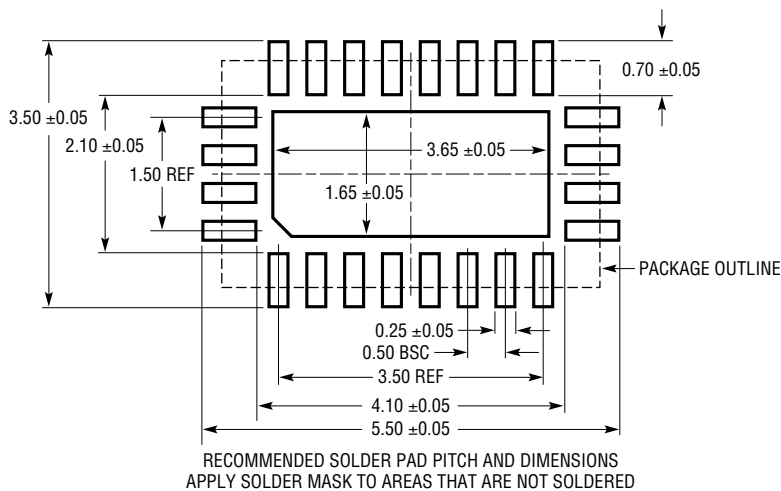 0.70 ±0.05
3.50 ±0.05
2.10 ±0.05
3.65 ±0.05
1.50 REF
1.65 ±0.05
PACKAGE OUTLINE
0.25 ±0.05
0.50 BSC
3.50 REF
4.10 ±0.05
5.50 ±0.05
RECOMMENDED SOLDER PAD PITCH AND DIMENSIONS
APPLY SOLDER MASK TO AREAS THAT ARE NOT SOLDERED